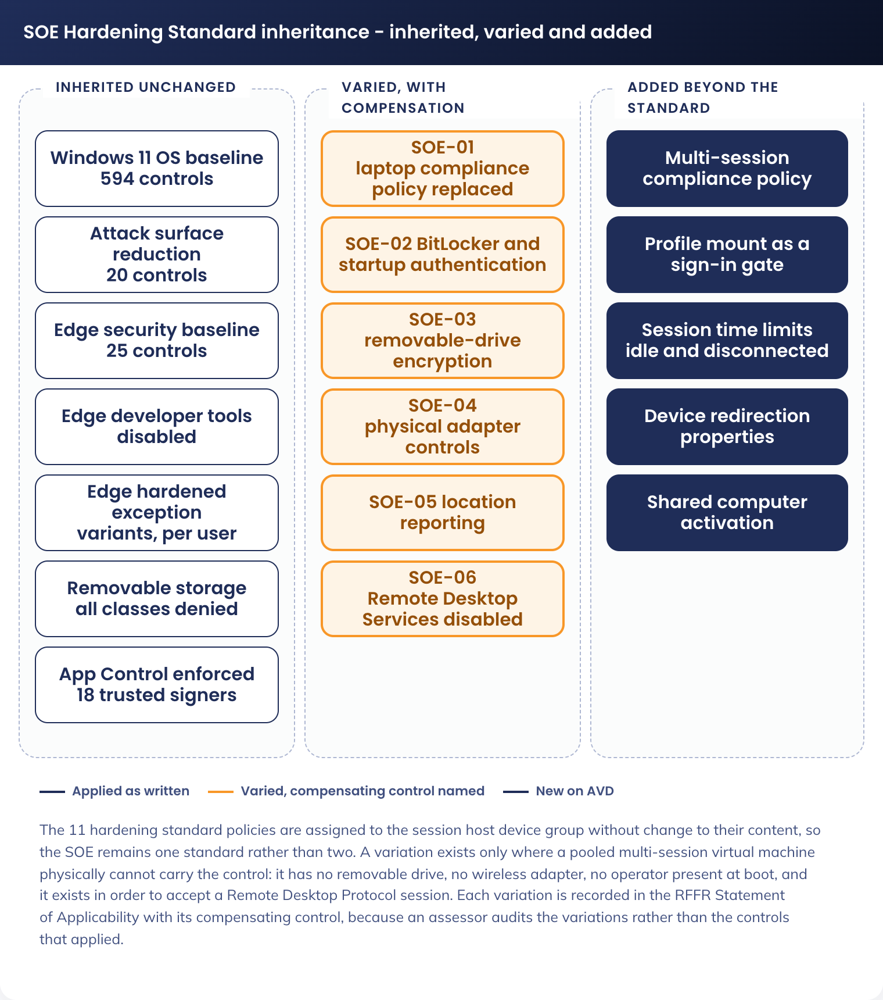 SOE Hardening Standard inheritance - inherited, varied and added
INHERITED UNCHANGED
Windows 11 OS baseline
594 controls
Attack surface
reduction
20 controls
Edge security baseline
25 controls
Edge developer tools
disabled
Edge hardened
exception
variants, per user
Removable storage
all classes denied
App Control enforced
18 trusted signers
VARIED, WITH
COMPENSATION
SOE-01
laptop compliance
policy replaced
SOE-02 BitLocker and
startup authentication
SOE-03
removable-drive
encryption
SOE-04
physical adapter
controls
SOE-05 location
reporting
SOE-06
Remote Desktop
Services disabled
ADDED BEYOND THE
STANDARD
Multi-session
compliance policy
Profile mount as a
sign-in gate
Session time limits
idle and disconnected
Device redirection
properties
Shared computer
activation
Applied as written
Varied, compensating control named
New on AVD
The 11 hardening standard policies are assigned to the session host device group without change to their content, so
the SOE remains one standard rather than two. A variation exists only where a pooled multi-session virtual machine
physically cannot carry the control: it has no removable drive, no wireless adapter, no operator present at boot, and
it exists in order to accept a Remote Desktop Protocol session. Each variation is recorded in the RFFR Statement
of Applicability with its compensating control, because an assessor audits the variations rather than the controls
that applied.